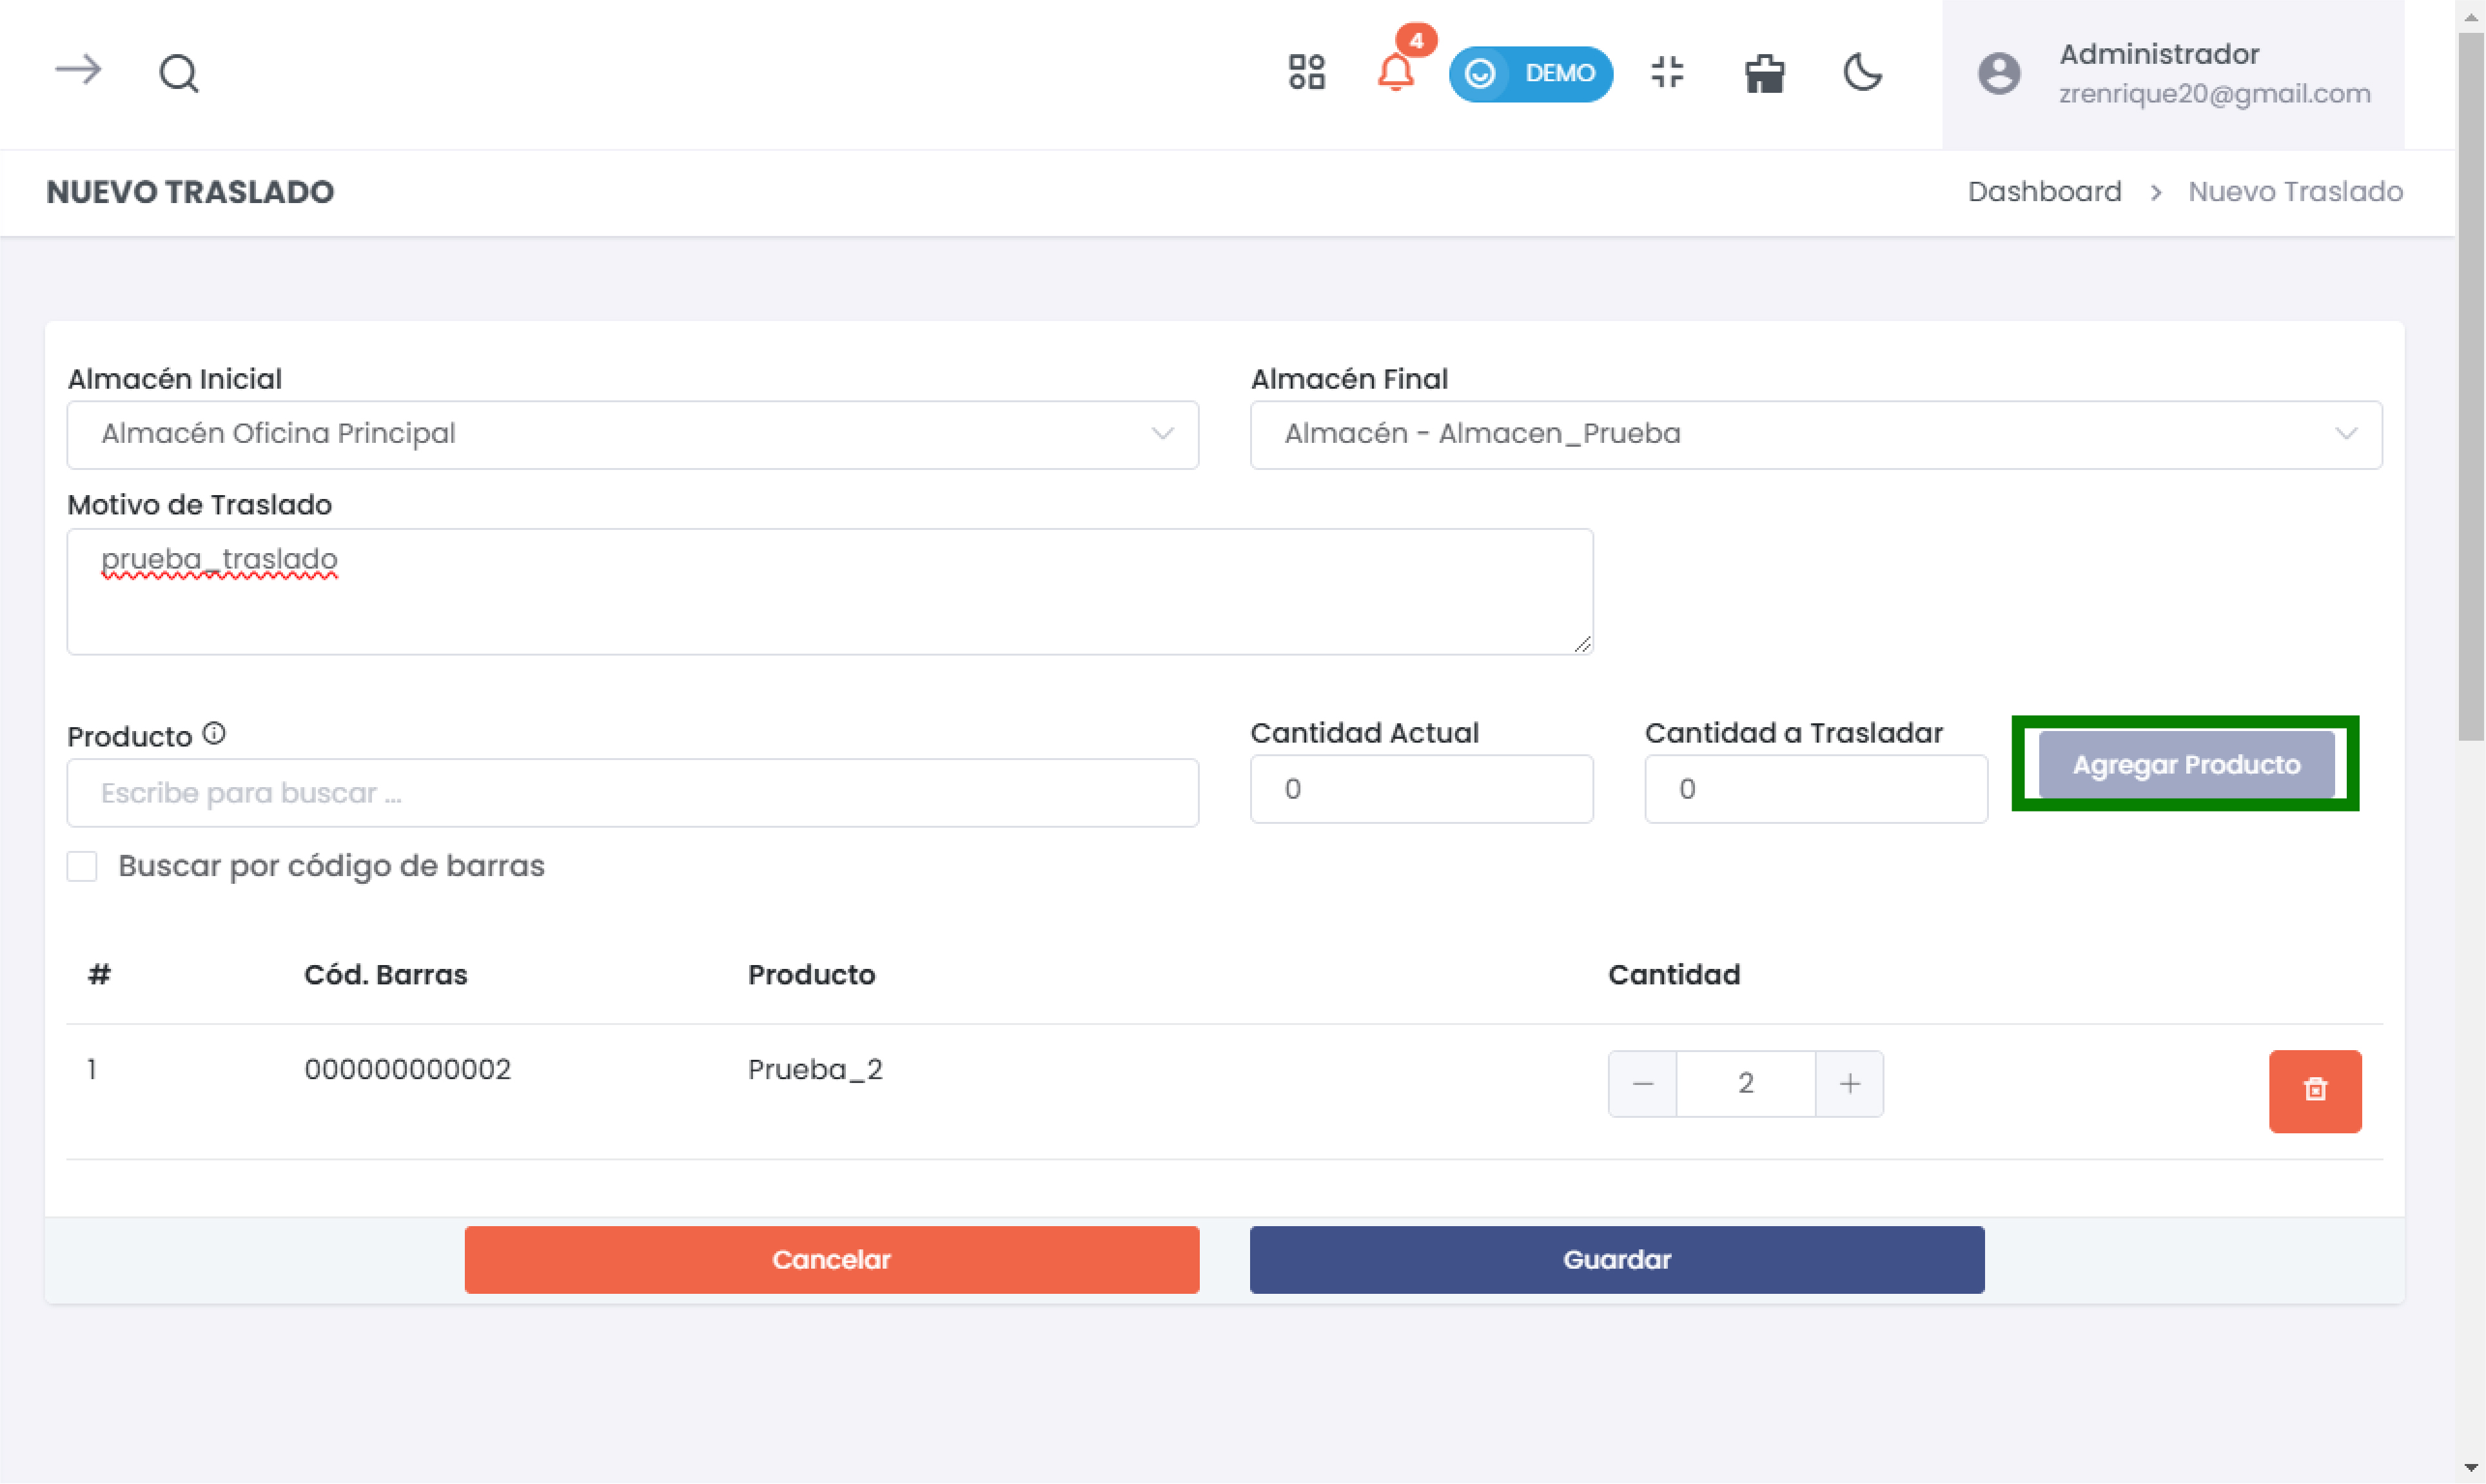 4
DEMO
Administrador
zrenrique20@gmail.com
NUEVO TRASLADO
Dashboard > Nuevo Traslado
Almacén Inicial
Almacén Final
Almacén Oficina Principal
Almacén - Almacen_Prueba
Motivo de Traslado
prueba_traslado
Producto
Cantidad Actual
Cantidad a Trasladar
Agregar Producto
Escribe para buscar ...
0
0
Buscar por código de barras
# Cód. Barras Producto Cantidad
1 000000000002 Prueba_2 − 2 +
Cancelar
Guardar